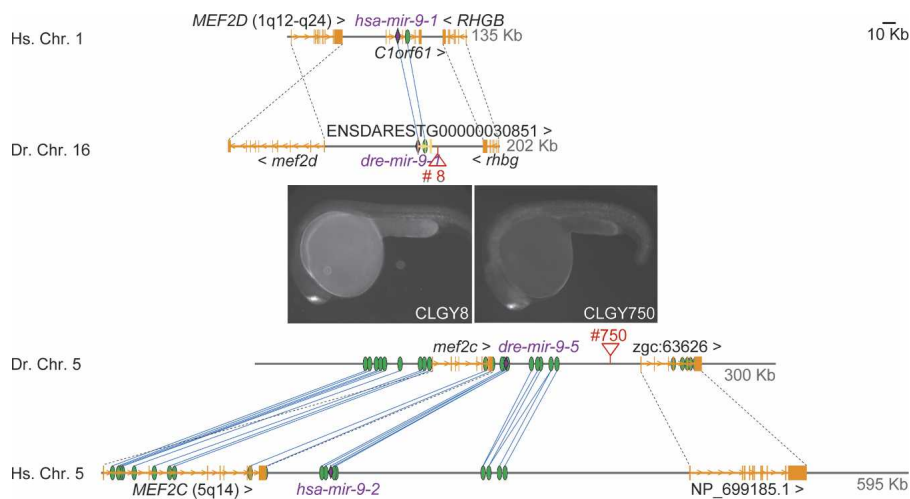 MEF2D (1q12-q24) > hsa-mir-9-1 < RHGB
Hs. Chr. 1
135 Kb
10 Kb
C1orf61 >
ENSDARESTG00000030851 >
Dr. Chr. 16
202 Kb
< mef2d
dre-mir-9-1
< rhbg
# 8
CLGY8
CLGY750
#750
mef2c > dre-mir-9-5
zgc:63626 >
Dr. Chr. 5
300 Kb
Hs. Chr. 5
595 Kb
MEF2C (5q14) >
hsa-mir-9-2
NP_699185.1 >